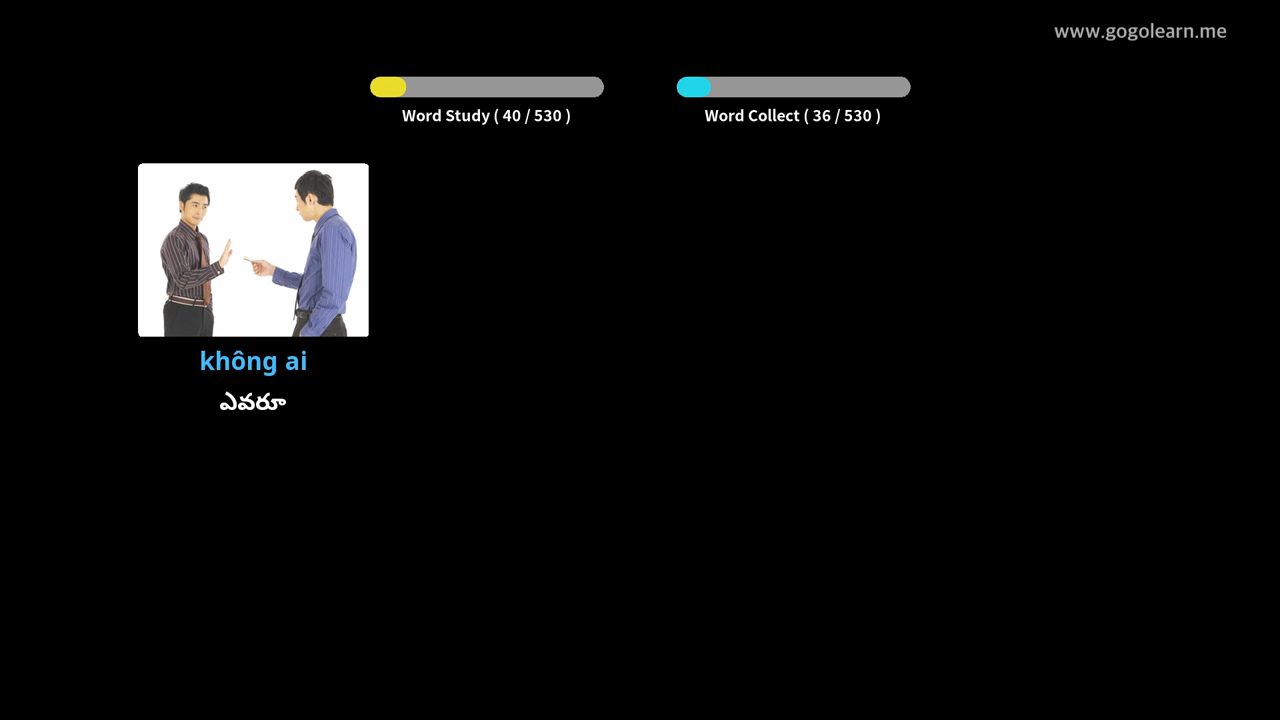 www.gogolearn.me
Word Study ( 40 / 530 )
Word Collect ( 36 / 530 )
không ai
ఎవరూ